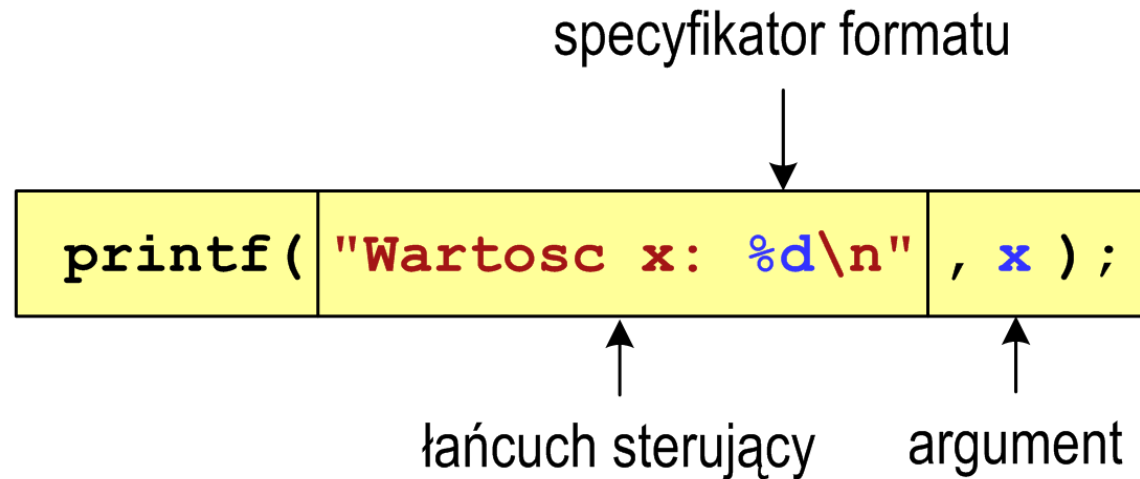 specyfikator formatu
printf("Wartosc x: %d\n", x );
łańcuch sterujący
argument